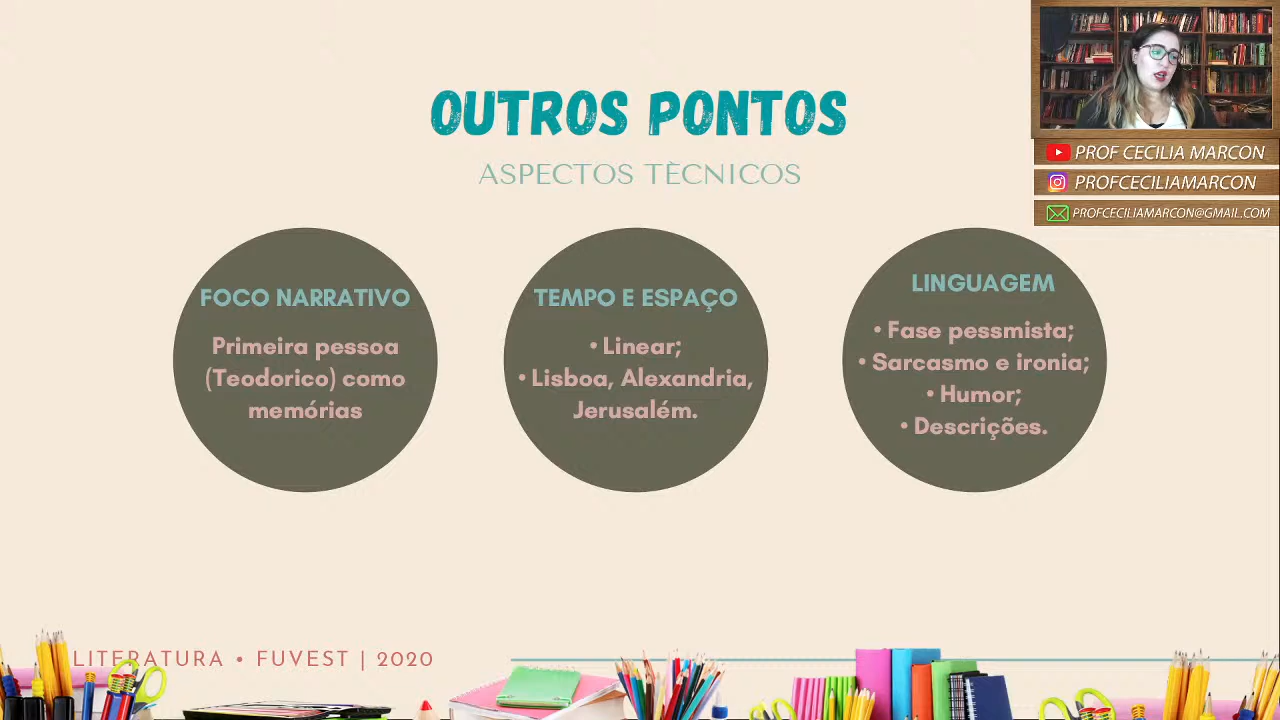 OUTROS PONTOS
ASPECTOS TÈCNICOS
PROF CECILIA MARCON
PROFCECILIAMARCON
PROFCECILIAMARCON@GMAIL.COM
FOCO NARRATIVO
Primeira pessoa
(Teodorico) como
memórias
TEMPO E ESPAÇO
• Linear;
• Lisboa, Alexandria,
Jerusalém.
LINGUAGEM
• Fase pessmista;
• Sarcasmo e ironia;
• Humor;
• Descrições.
LITERATURA • FUVEST | 2020